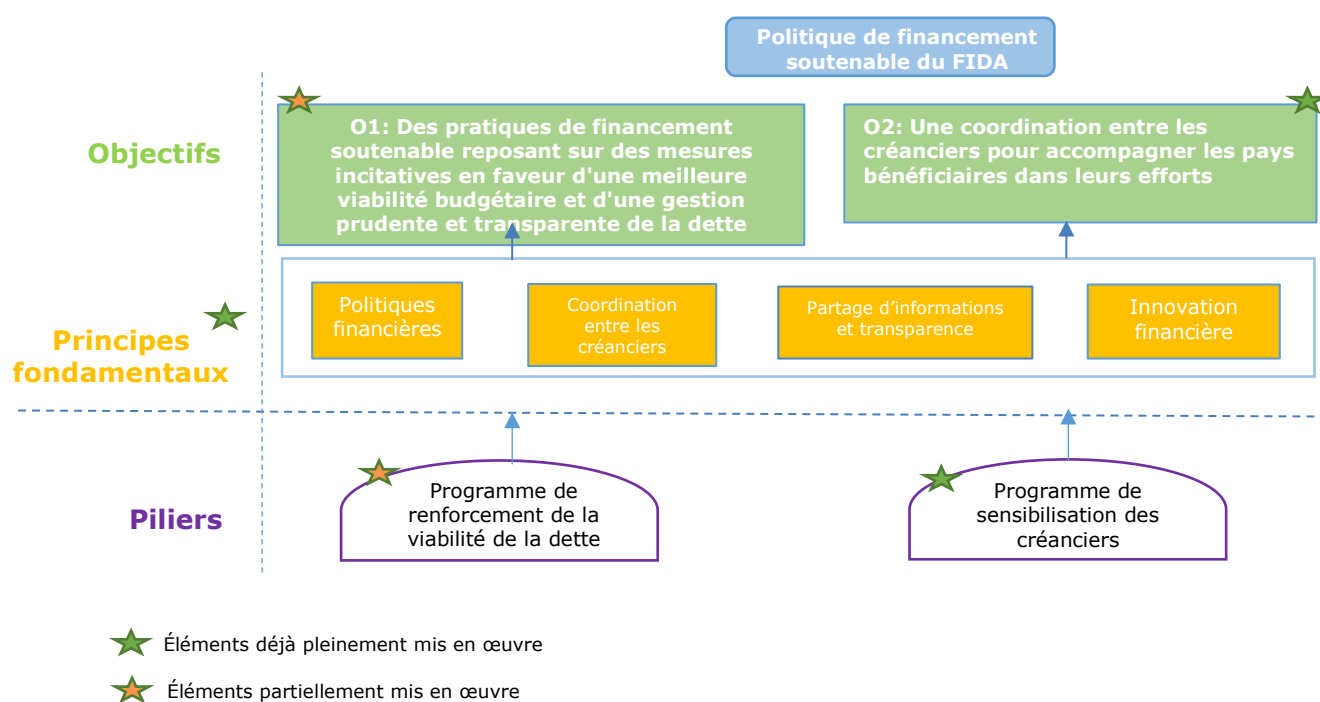 Politique de financement
soutenable du FIDA
Objectifs
O1: Des pratiques de financement
soutenable reposant sur des mesures
incitatives en faveur d'une meilleure
viabilité budgétaire et d'une gestion
prudente et transparente de la dette
O2: Une coordination entre les
créanciers pour accompagner les pays
bénéficiaires dans leurs efforts
Principes
fondamentaux
Politiques
financières
Coordination
entre les
créanciers
Partage d’informations
et transparence
Innovation
financière
Piliers
Programme de
renforcement de la
viabilité de la dette
Programme de
sensibilisation des
créanciers
Éléments déjà pleinement mis en œuvre
Éléments partiellement mis en œuvre